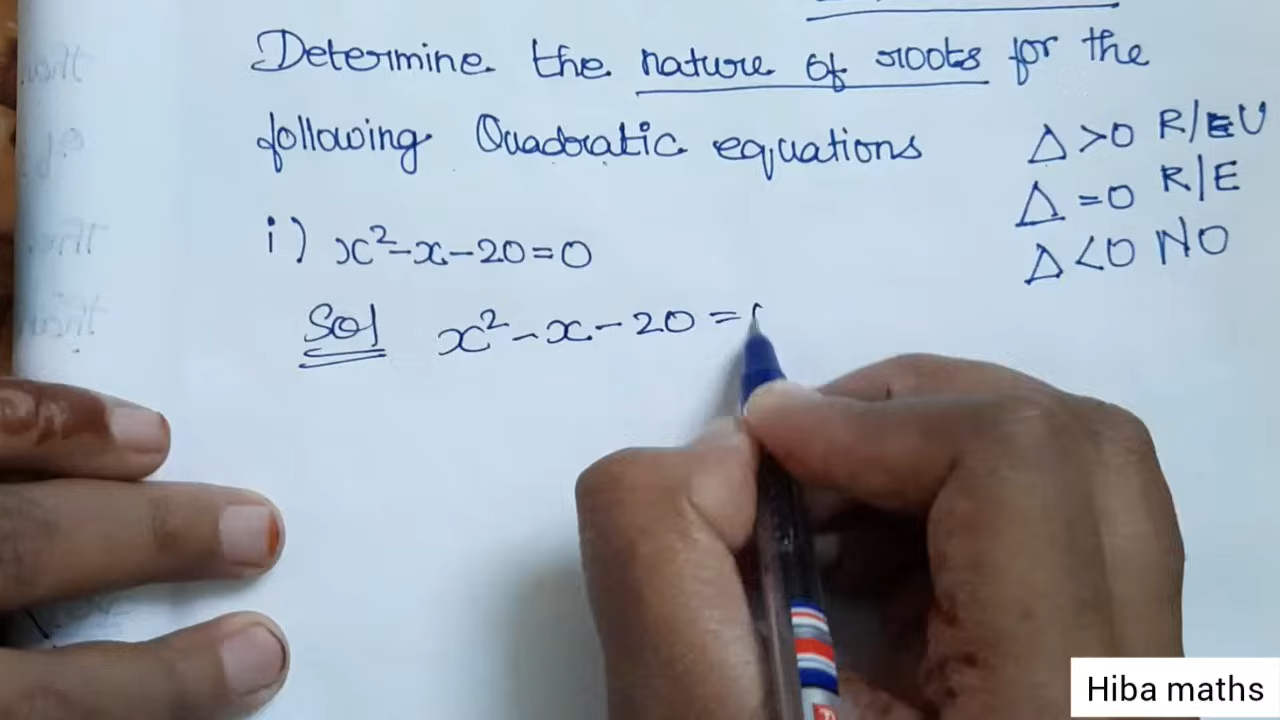 Determine the nature of roots for the
following Quadratic equations
Δ>0 R/U
Δ=0 R/E
Δ<0 NO
i) x²-x-20=0
Sol x²-x-20=
Hiba maths